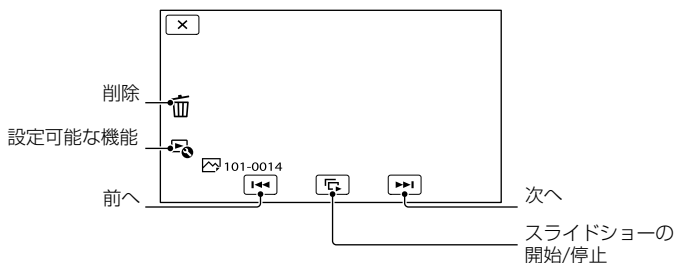 削除
設定可能な機能
101-0014
前へ
次へ
スライドショーの
開始/停止